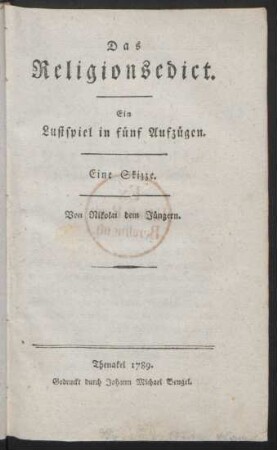 Das
Religionsedict.
Ein
Lustspiel in fünf Aufzügen.
Eine Skizze.
Von Nikolai dem Jüngern.
Thenakel 1789.
Gedruckt durch Johann Michael Bengel.